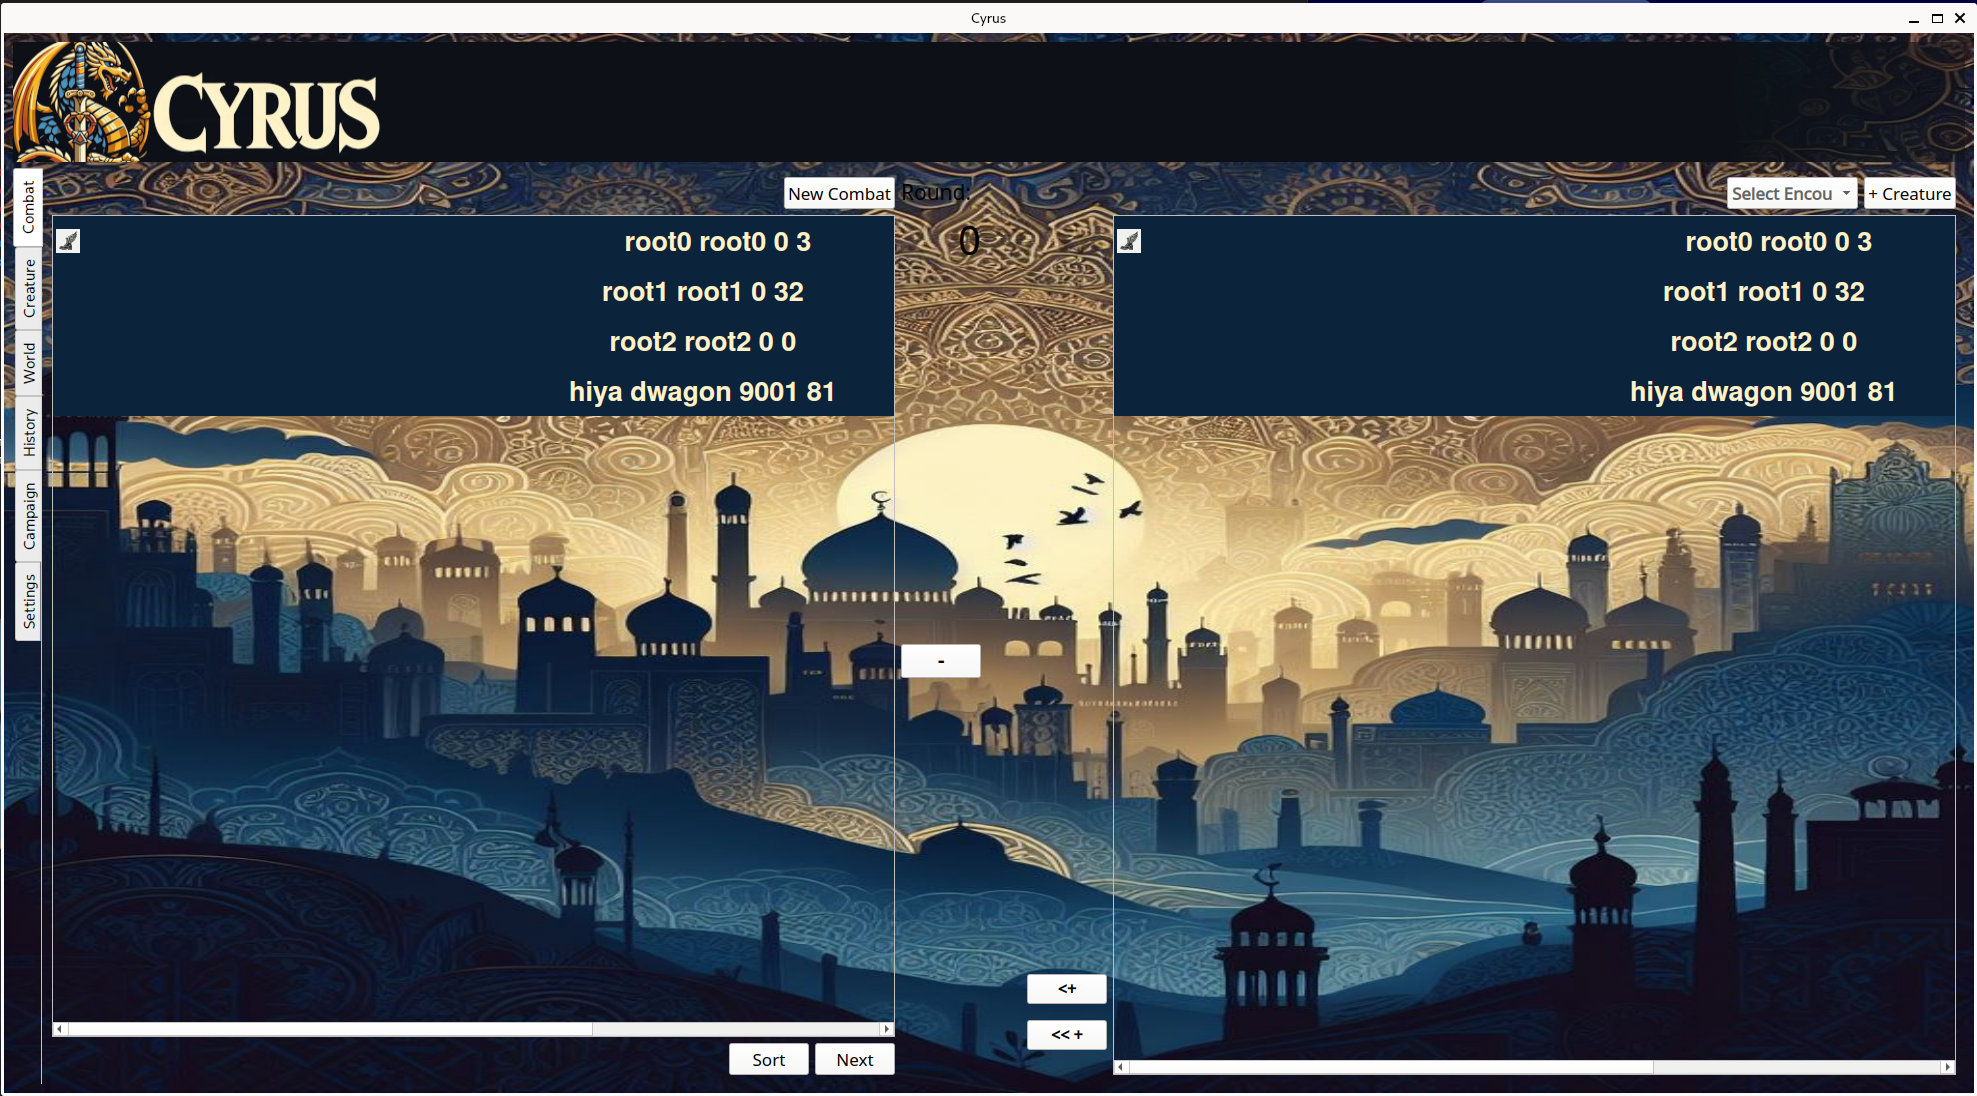 Cyrus
CYRUS
Combat
Creature
World
History
Campaign
Settings
New Combat
Round:
0
Select Encou
+ Creature
root0 root0 0 3
root1 root1 0 32
root2 root2 0 0
hiya dwagon 9001 81
-
<+
<< +
Sort
Next
root0 root0 0 3
root1 root1 0 32
root2 root2 0 0
hiya dwagon 9001 81